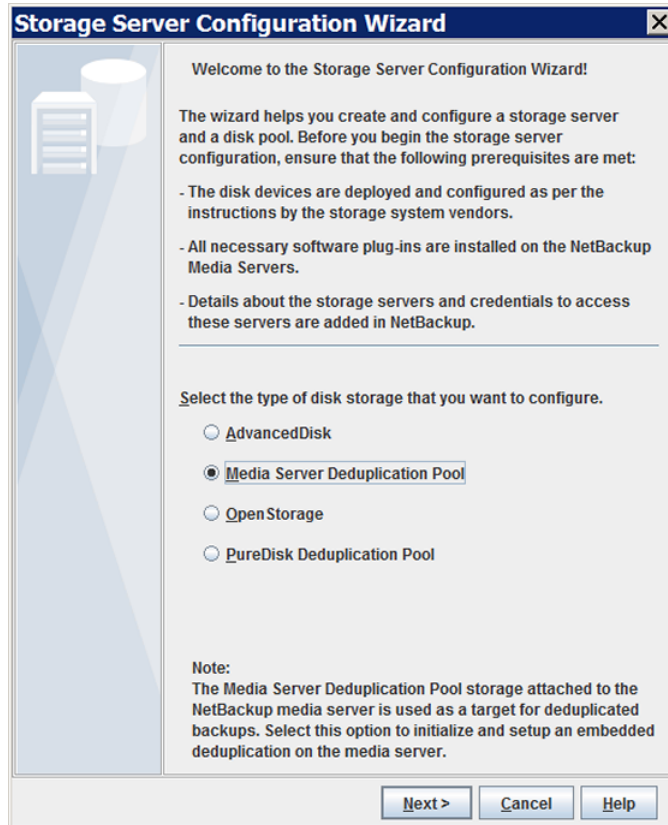 Storage Server Configuration Wizard
Welcome to the Storage Server Configuration Wizard!
The wizard helps you create and configure a storage server
and a disk pool. Before you begin the storage server
configuration, ensure that the following prerequisites are met:
- The disk devices are deployed and configured as per the
instructions by the storage system vendors.
- All necessary software plug-ins are installed on the NetBackup
Media Servers.
- Details about the storage servers and credentials to access
these servers are added in NetBackup.
Select the type of disk storage that you want to configure.
AdvancedDisk
Media Server Deduplication Pool
OpenStorage
PureDisk Deduplication Pool
Note:
The Media Server Deduplication Pool storage attached to the
NetBackup media server is used as a target for deduplicated
backups. Select this option to initialize and setup an embedded
deduplication on the media server.
Next > Cancel Help